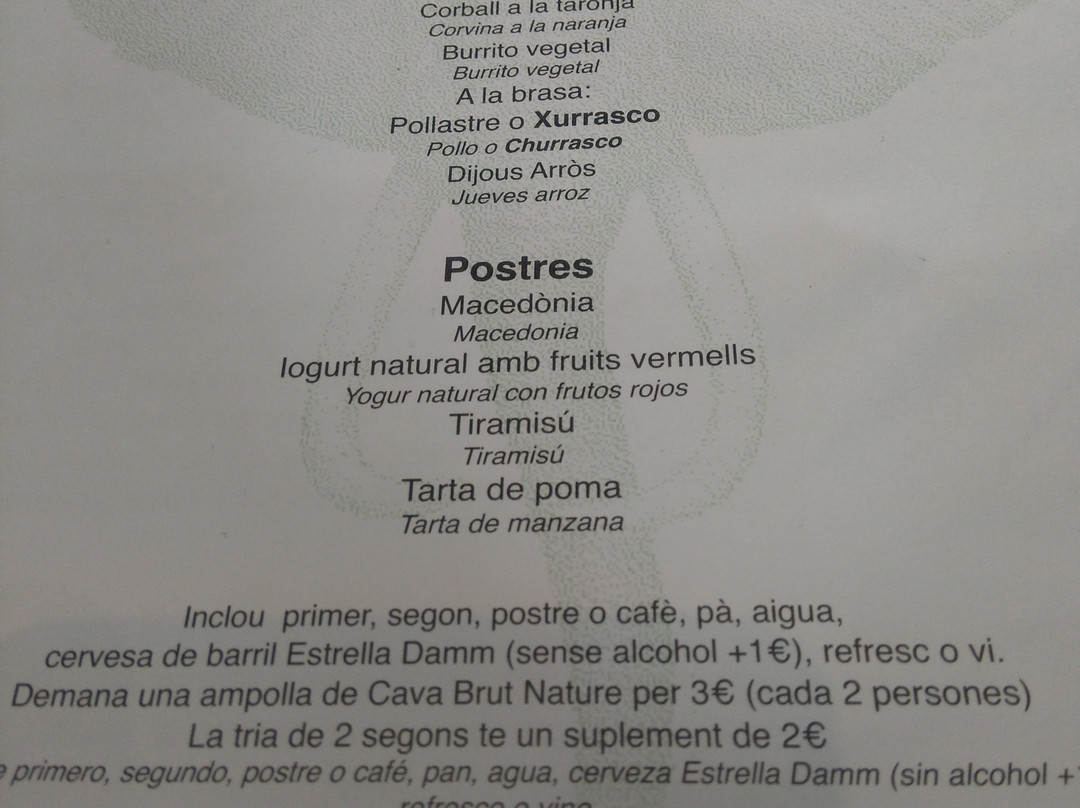 Corball a la taronja
Corvina a la naranja
Burrito vegetal
Burrito vegetal
A la brasa:
Pollastre o Xurrasco
Pollo o Churrasco
Dijous Arròs
Jueves arroz
Postres
Macedònia
Macedonia
Iogurt natural amb fruits vermells
Yogur natural con frutos rojos
Tiramisú
Tiramisú
Tarta de poma
Tarta de manzana
Inclou primer, segon, postre o cafè, pà, aigua,
cervesa de barril Estrella Damm (sense alcohol +1€), refresc o vi.
Demana una ampolla de Cava Brut Nature per 3€ (cada 2 persones)
La tria de 2 segons te un suplement de 2€
primero, segundo, postre o café, pan, agua, cerveza Estrella Damm (sin alcohol +
refresco o vino